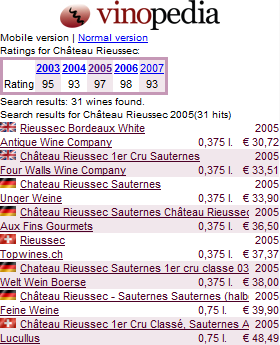 vinopedia
Mobile version | Normal version
Ratings for Château Rieussec:
2003 2004 2005 2006 2007
Rating 95 93 97 98 93
Search results: 31 wines found.
Search results for Château Rieussec 2005(31 hits)
Rieussec Bordeaux White 2005
Antique Wine Company 0,375 l. € 30,72
Château Rieussec 1er Cru Sauternes 2005
Four Walls Wine Company 0,375 l. € 33,51
Chateau Rieussec Sauternes 2005
Unger Weine 0,375 l. € 33,90
Château Rieussec Sauternes Château Rieussec 2005
Aux Fins Gourmets 0,375 l. € 36,50
Rieussec 2005
Topwines.ch 0,375 l. € 37,37
Chateau Rieussec Sauternes 1er cru classe 03 2005
Welt Wein Boerse 0,375 l. € 38,00
Château Rieussec - Sauternes Sauternes (halb 2005
Feine Weine 0,75 l. € 39,90
Château Rieussec 1er Cru Classé, Sauternes A 2005
Lucullus 0,75 l. € 48,49